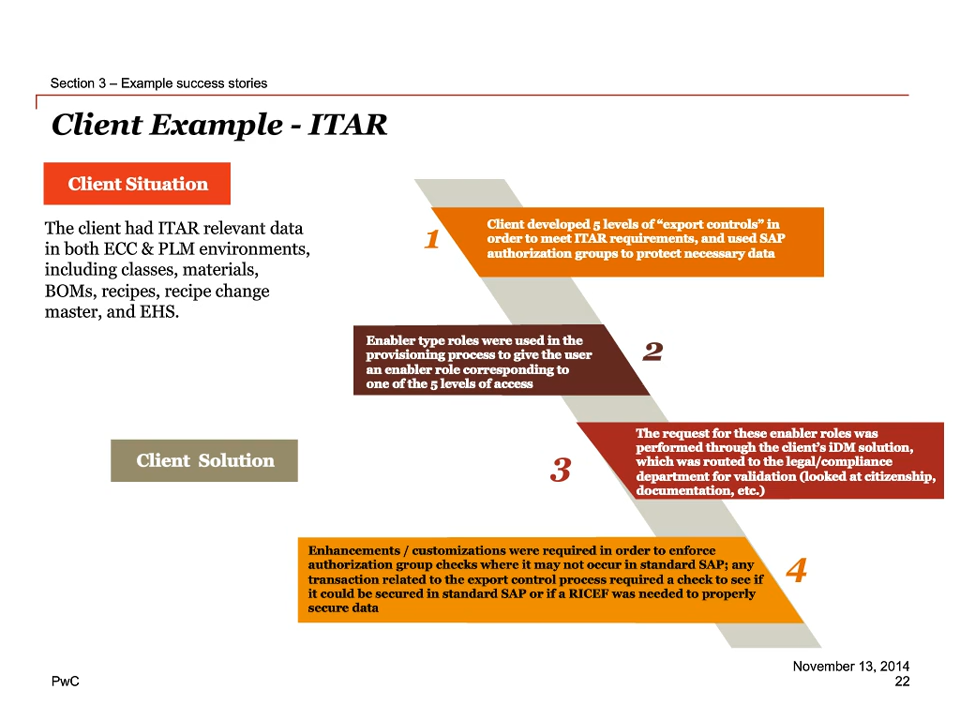 Section 3 – Example success stories
Client Example - ITAR
Client Situation
The client had ITAR relevant data
in both ECC & PLM environments,
including classes, materials,
BOMs, recipes, recipe change
master, and EHS.
1
Client developed 5 levels of “export controls” in
order to meet ITAR requirements, and used SAP
authorization groups to protect necessary data
Enabler type roles were used in the
provisioning process to give the user
an enabler role corresponding to
one of the 5 levels of access
2
Client Solution
3
The request for these enabler roles was
performed through the client’s iDM solution,
which was routed to the legal/compliance
department for validation (looked at citizenship,
documentation, etc.)
Enhancements / customizations were required in order to enforce
authorization group checks where it may not occur in standard SAP; any
transaction related to the export control process required a check to see if
it could be secured in standard SAP or if a RICEF was needed to properly
secure data
4
November 13, 2014
PwC
22